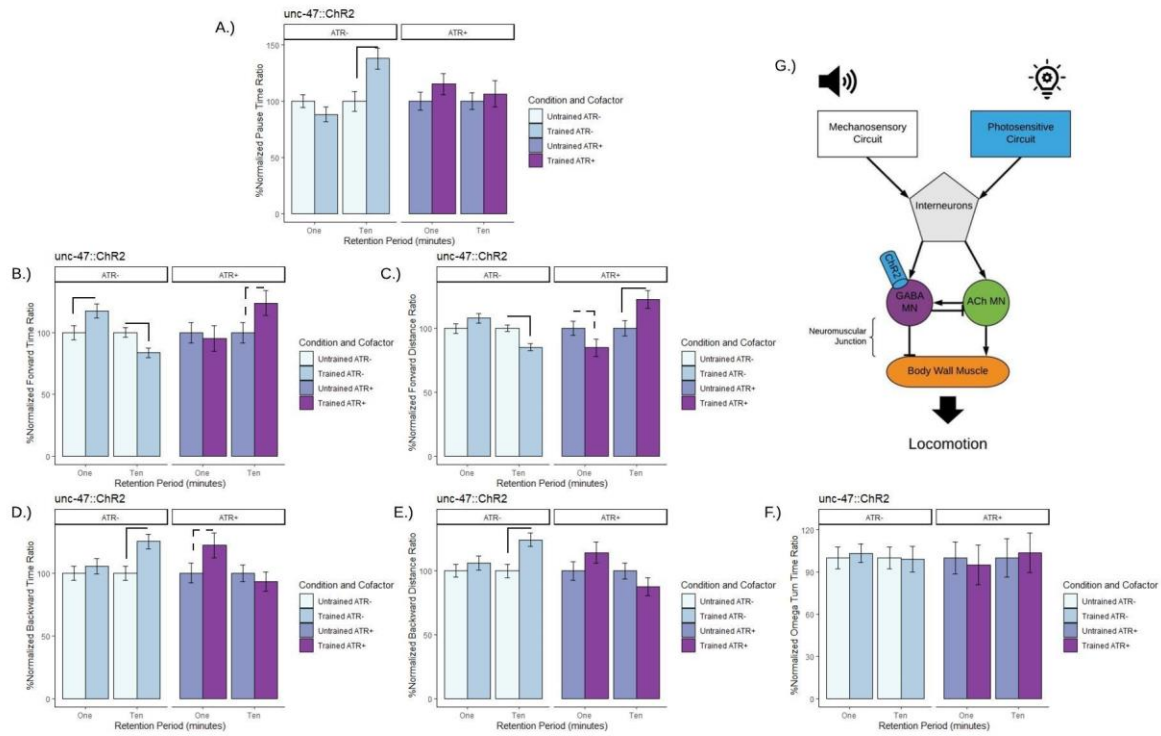 A.)
unc-47::ChR2
ATR-
ATR+
%Normalized Pause Time Ratio
150
100
50
0
One
Ten
One
Ten
Retention Period (minutes)
Condition and Cofactor
Untrained ATR-
Trained ATR-
Untrained ATR+
Trained ATR+
G.)
Mechanosensory
Circuit
Photosensitive
Circuit
Interneurons
ChR2
GABA
MN
ACh MN
Neuromuscular
Junction
Body Wall Muscle
Locomotion
B.)
unc-47::ChR2
ATR-
ATR+
%Normalized Forward Time Ratio
100
50
0
One
Ten
One
Ten
Retention Period (minutes)
Condition and Cofactor
Untrained ATR-
Trained ATR-
Untrained ATR+
Trained ATR+
C.)
unc-47::ChR2
ATR-
ATR+
%Normalized Forward Distance Ratio
100
50
0
One
Ten
One
Ten
Retention Period (minutes)
Condition and Cofactor
Untrained ATR-
Trained ATR-
Untrained ATR+
Trained ATR+
D.)
unc-47::ChR2
ATR-
ATR+
%Normalized Backward Time Ratio
100
50
0
One
Ten
One
Ten
Retention Period (minutes)
Condition and Cofactor
Untrained ATR-
Trained ATR-
Untrained ATR+
Trained ATR+
E.)
unc-47::ChR2
ATR-
ATR+
%Normalized Backward Distance Ratio
100
50
0
One
Ten
One
Ten
Retention Period (minutes)
Condition and Cofactor
Untrained ATR-
Trained ATR-
Untrained ATR+
Trained ATR+
F.)
unc-47::ChR2
ATR-
ATR+
%Normalized Omega Turn Time Ratio
120
90
60
30
0
One
Ten
One
Ten
Retention Period (minutes)
Condition and Cofactor
Untrained ATR-
Trained ATR-
Untrained ATR+
Trained ATR+